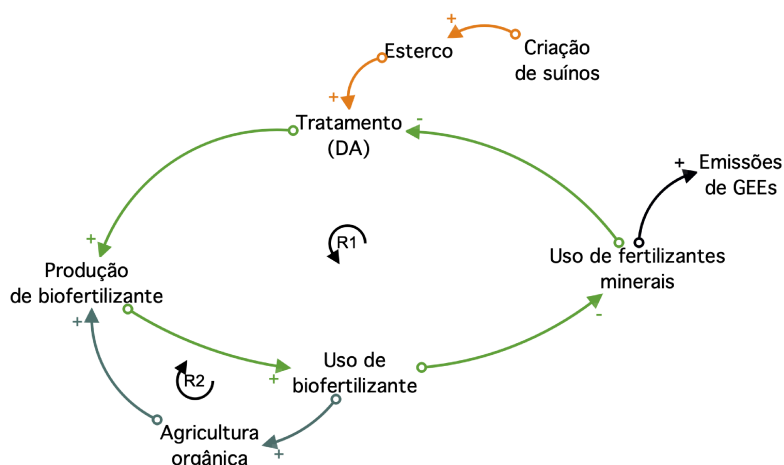 +
Esterco
Criação
de suínos
+
-
Tratamento
(DA)
+
Emissões
de GEEs
+
R1
Uso de fertilizantes
minerais
Produção
de biofertilizante
+
-
Uso de
biofertilizante
+
R2
Agricultura
orgânica
+